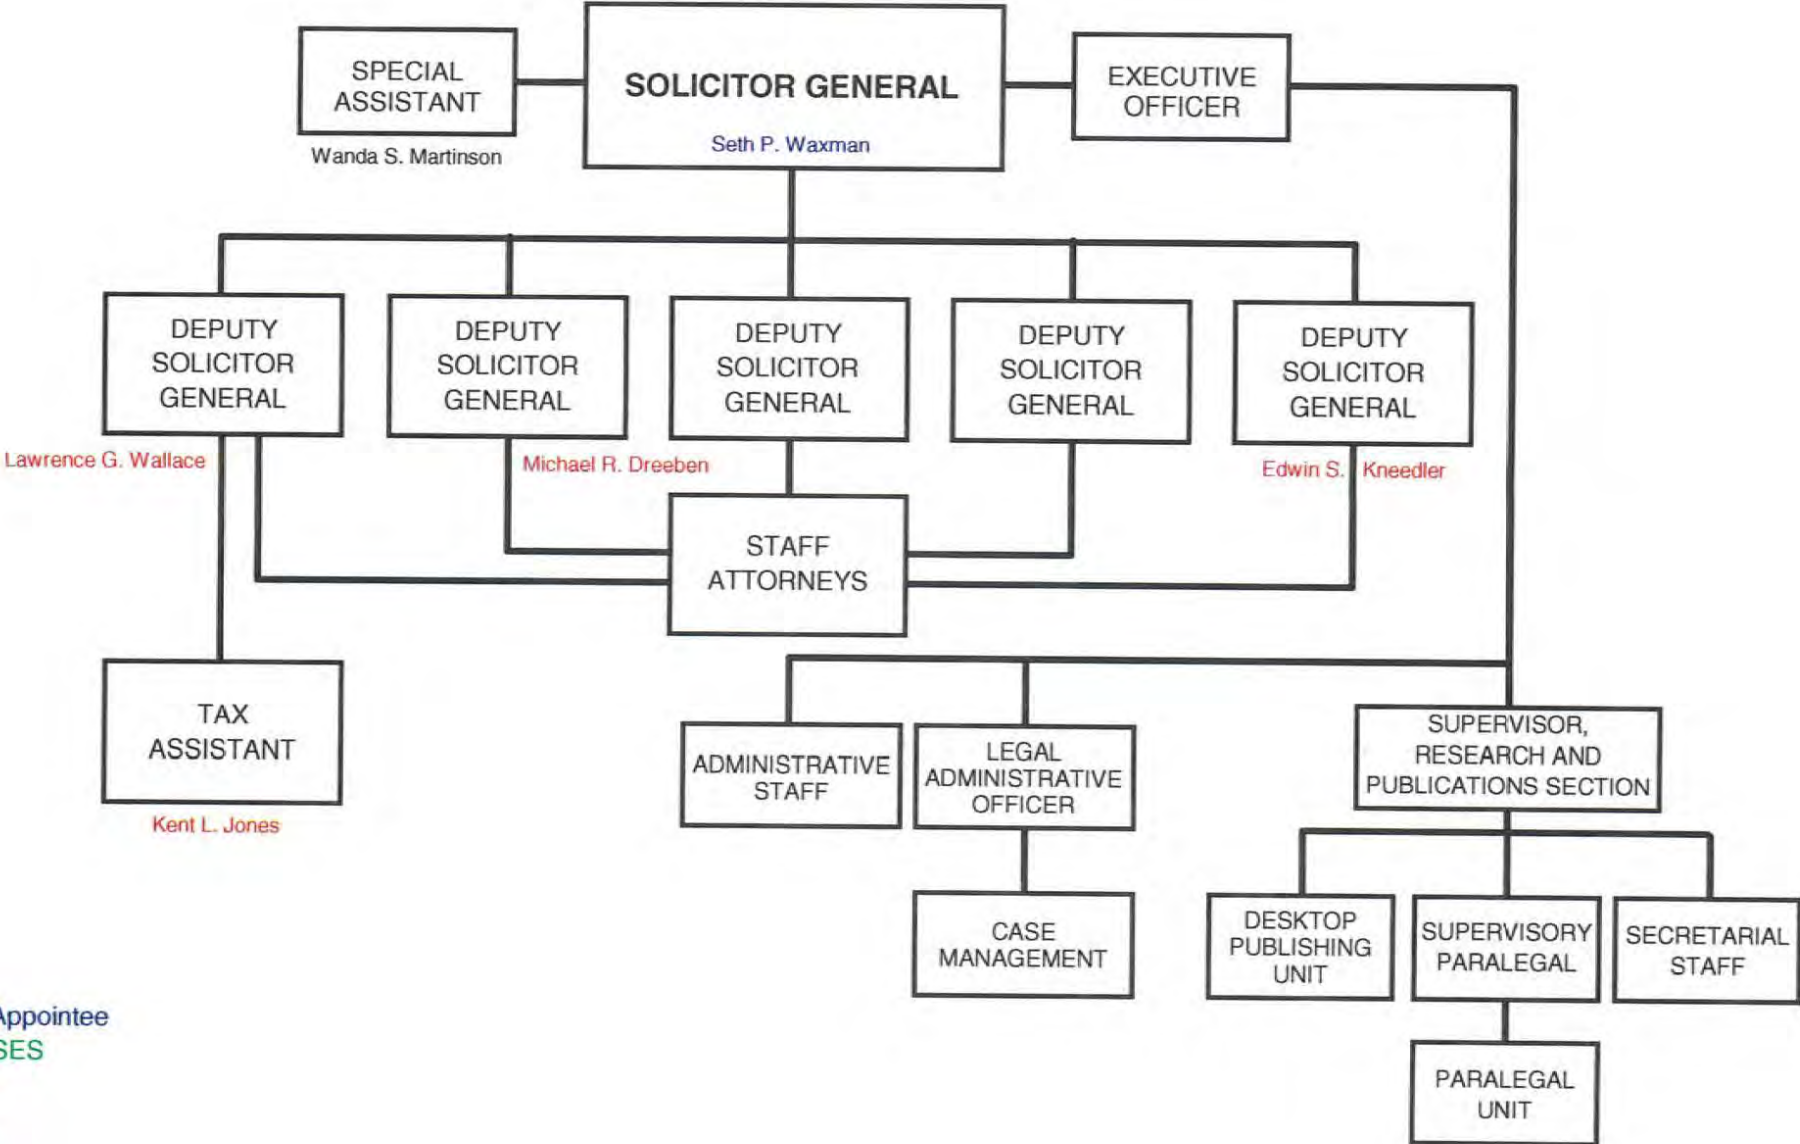 SPECIAL
ASSISTANT
Wanda S. Martinson
SOLICITOR GENERAL
Seth P. Waxman
EXECUTIVE
OFFICER
DEPUTY
SOLICITOR
GENERAL
Lawrence G. Wallace
DEPUTY
SOLICITOR
GENERAL
Michael R. Dreeben
DEPUTY
SOLICITOR
GENERAL
DEPUTY
SOLICITOR
GENERAL
DEPUTY
SOLICITOR
GENERAL
Edwin S. Kneedler
STAFF
ATTORNEYS
TAX
ASSISTANT
Kent L. Jones
ADMINISTRATIVE
STAFF
LEGAL
ADMINISTRATIVE
OFFICER
SUPERVISOR,
RESEARCH AND
PUBLICATIONS SECTION
CASE
MANAGEMENT
DESKTOP
PUBLISHING
UNIT
SUPERVISORY
PARALEGAL
SECRETARIAL
STAFF
PARALEGAL
UNIT
Appointee
SES